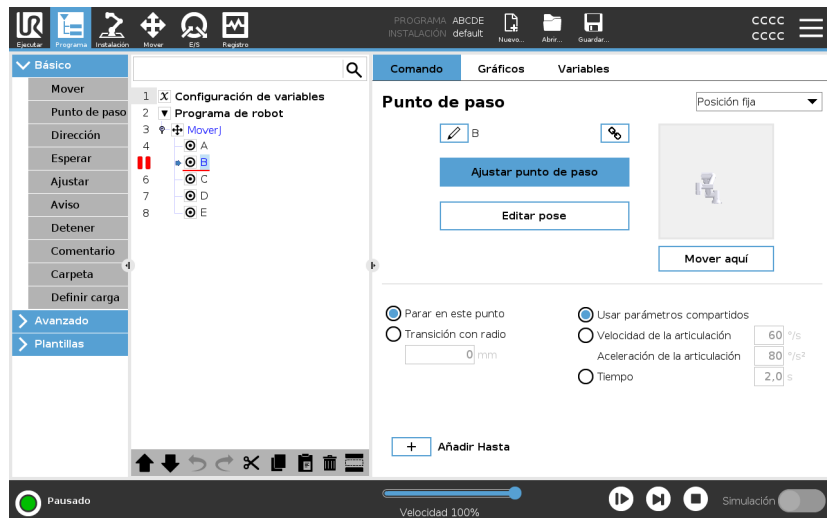 UR
Ejecutar
Programa
Instalación
Mover
E/S
Registro
PROGRAMA ABCDE
INSTALACIÓN default
Nuevo...
Abrir...
Guardar...
cccc
cccc
Básico
Mover
Punto de paso
Dirección
Esperar
Ajustar
Aviso
Detener
Comentario
Carpeta
Definir carga
Avanzado
Plantillas
1 X Configuración de variables
2 Programa de robot
3 MoverJ
4 A
B
6 C
7 D
8 E
Comando Gráficos Variables
Punto de paso
Posición fija
B
Ajustar punto de paso
Editar pose
Mover aquí
Parar en este punto
Transición con radio
0 mm
Usar parámetros compartidos
Velocidad de la articulación 60 °/s
Aceleración de la articulación 80 °/s²
Tiempo 2,0 s
+ Añadir Hasta
Pausado
Velocidad 100%
Simulación